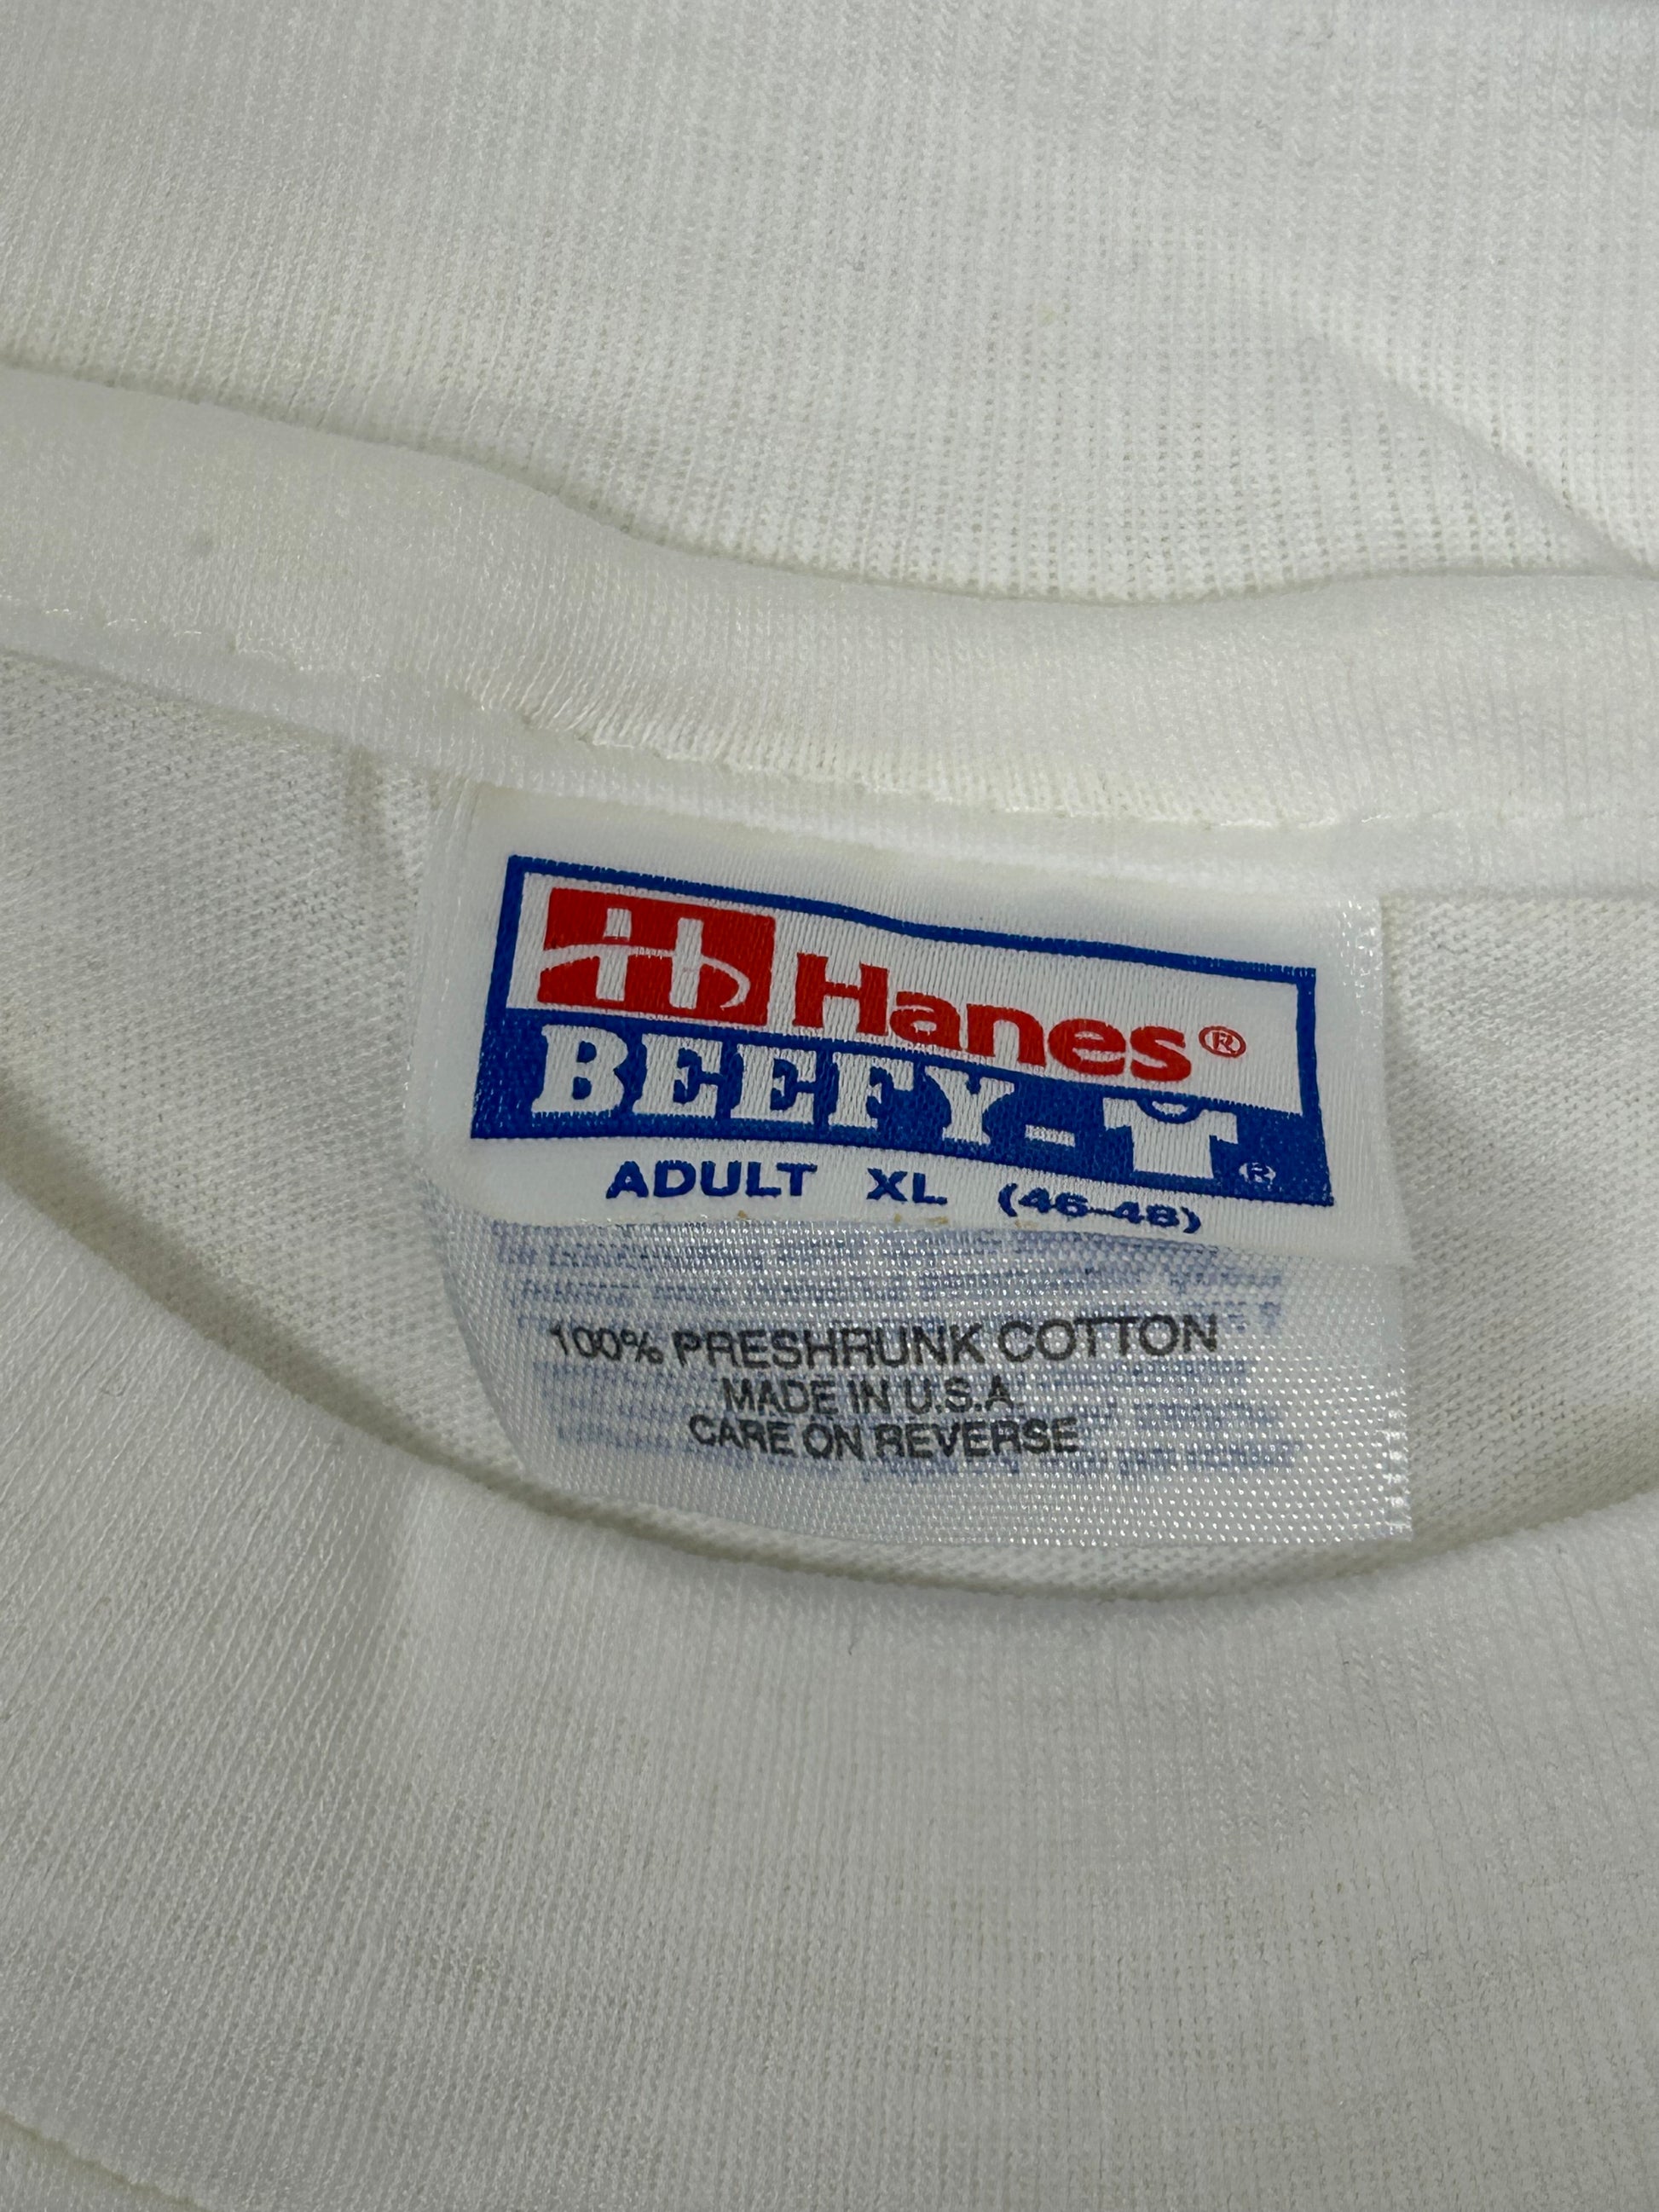 Hanes®
BEEFY-T®
ADULT XL (46-48)
100% PRESHRUNK COTTON
MADE IN U.S.A.
CARE ON REVERSE